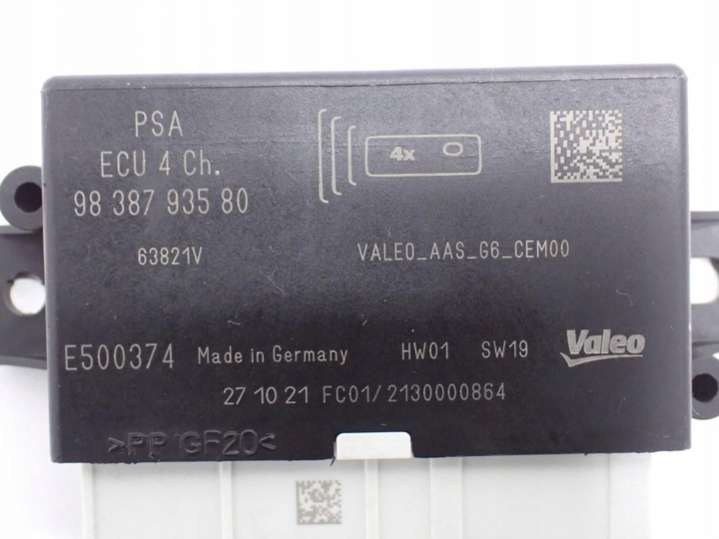 PSA
ECU 4 Ch.
98 387 935 80
4x
63821V
VALEO_AAS_G6_CEM00
E500374 Made in Germany HW01 SW19 Valeo
27 10 21 FC01/2130000864
>PP GF20<